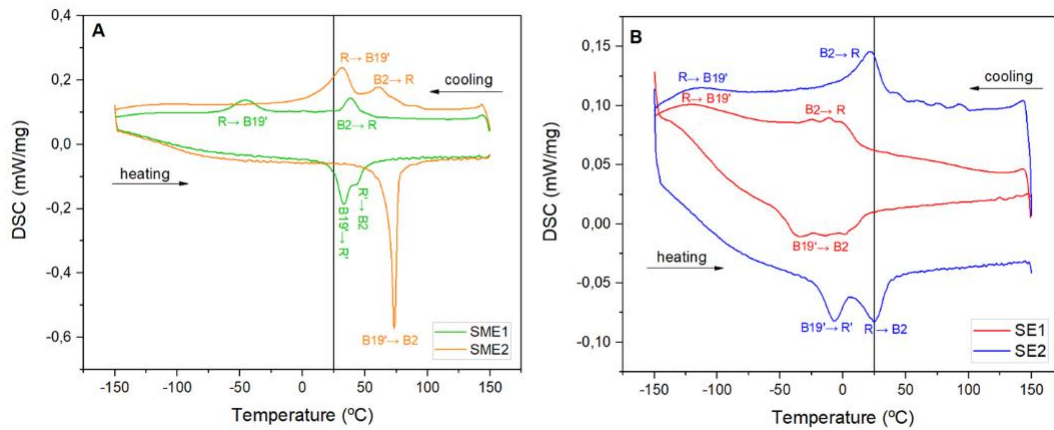 A
0,4
0,2
0,0
-0,2
-0,4
-0,6
DSC (mW/mg)
R → B19'
B2 → R
cooling
R → B19'
B2 → R
heating
B19' → R'
R' → B2
B19' → B2
SME1
SME2
-150 -100 -50 0 50 100 150
Temperature (ºC)
B
0,15
0,10
0,05
0,00
-0,05
-0,10
DSC (mW/mg)
B2 → R
R → B19'
cooling
R → B19'
B2 → R
B19' → B2
heating
B19' → R'
R → B2
SE1
SE2
-150 -100 -50 0 50 100 150
Temperature (ºC)